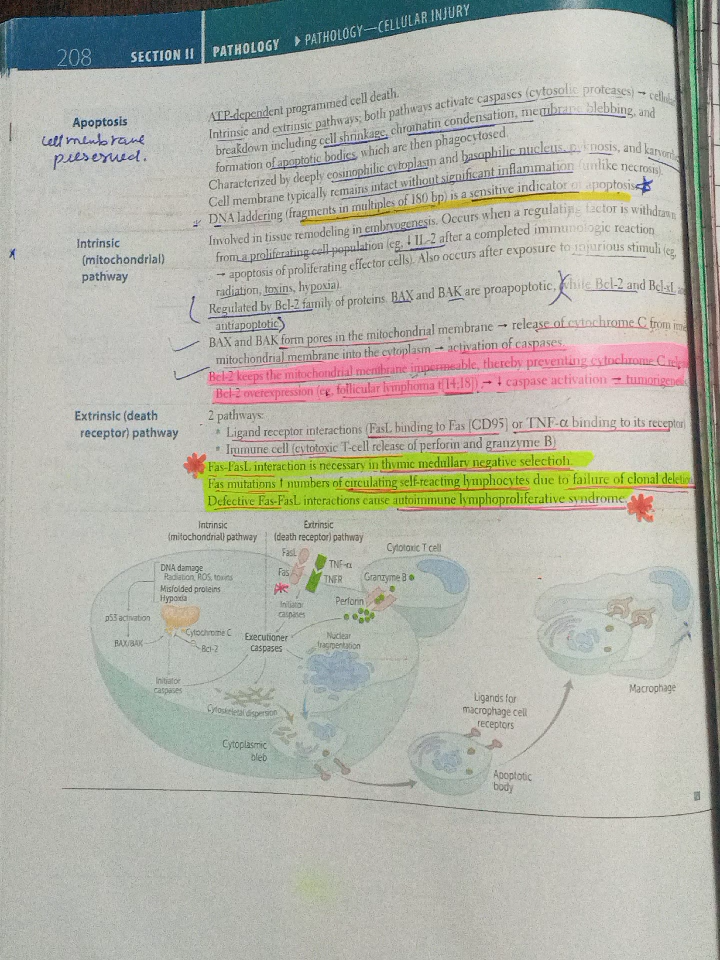 208 SECTION II PATHOLOGY ▶ PATHOLOGY—CELLULAR INJURY
Apoptosis
cell membrane
preserved.
ATP-dependent programmed cell death.
Intrinsic and extrinsic pathways; both pathways activate caspases (cytosolic proteases) → cellular
breakdown including cell shrinkage, chromatin condensation, membrane blebbing, and
formation of apoptotic bodies, which are then phagocytosed.
Characterized by deeply eosinophilic cytoplasm and basophilic nucleus, pyknosis, and
Cell membrane typically remains intact without significant inflammation (unlike necrosis).
DNA laddering (fragments in multiples of 180 bp) is a sensitive indicator of apoptosis.
Intrinsic
(mitochondrial)
pathway
Involved in tissue remodeling in embryogenesis. Occurs when a regulating factor is withdrawn
from a proliferating cell population (eg, ↓ IL-2 after a completed immunologic reaction
→ apoptosis of proliferating effector cells). Also occurs after exposure to injurious stimuli (eg,
radiation, toxins, hypoxia).
Regulated by Bcl-2 family of proteins. BAX and BAK are proapoptotic, while Bcl-2 and Bcl-xL are
antiapoptotic.
BAX and BAK form pores in the mitochondrial membrane → release of cytochrome C from
mitochondrial membrane into the cytoplasm → activation of caspases.
Bcl-2 keeps the mitochondrial membrane impermeable, thereby preventing cytochrome C
Bcl-2 overexpression (eg, follicular lymphoma t[14;18]) → ↓ caspase activation →
Extrinsic (death
receptor) pathway
2 pathways:
* Ligand receptor interactions (FasL binding to Fas [CD95] or TNF-α binding to its receptor)
* Immune cell (cytotoxic T-cell release of perforin and granzyme B)
Fas-FasL interaction is necessary in thymic medullary negative selection.
Fas mutations ↑ numbers of circulating self-reacting lymphocytes due to failure of clonal deletion.
Defective Fas-FasL interactions cause autoimmune lymphoproliferative syndrome.
Intrinsic
(mitochondrial) pathway
Extrinsic
(death receptor) pathway
FasL
Fas
TNF-α
TNFR
Cytotoxic T cell
Granzyme B
Perforin
DNA damage
Radiation, ROS, toxins
Misfolded proteins
Hypoxia
p53 activation
BAX/BAK
Cytochrome C
Bcl-2
Initiator
caspases
Initiator
caspases
Executioner
caspases
Nuclear
fragmentation
Cytoskeletal dispersion
Cytoplasmic
bleb
Ligands for
macrophage cell
receptors
Apoptotic
body
Macrophage